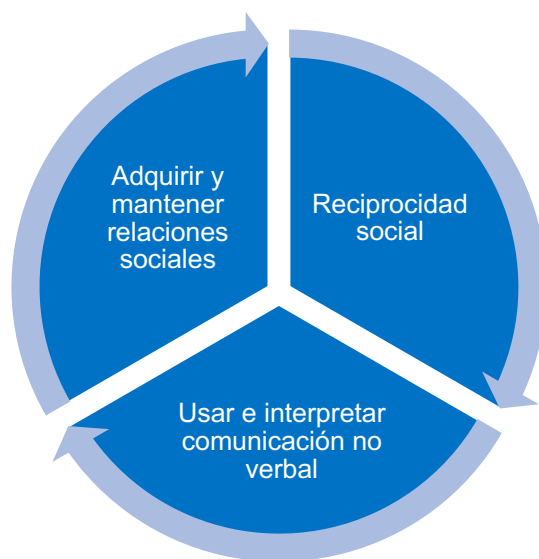 Adquirir y
mantener
relaciones
sociales
Reciprocidad
social
Usar e interpretar
comunicación no
verbal